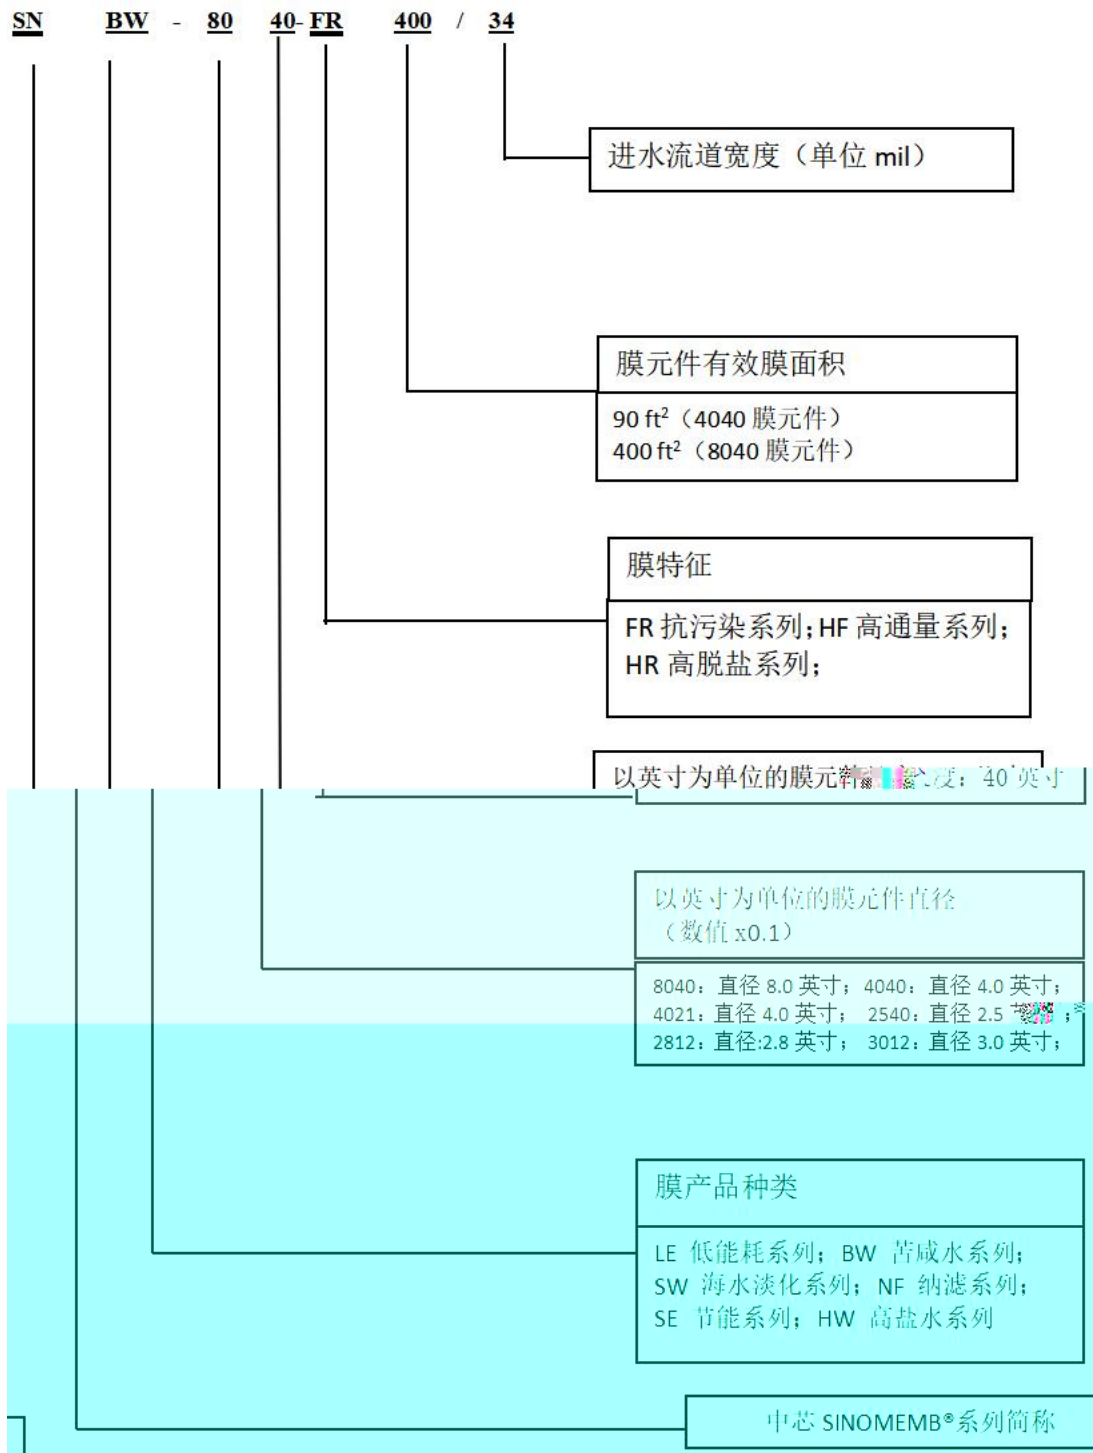 SN BW - 80 40- FR 400 / 34
进水流道宽度（单位 mil）
膜元件有效膜面积
90 ft²（4040 膜元件）
400 ft²（8040 膜元件）
膜特征
FR 抗污染系列；HF 高通量系列；
HR 高脱盐系列；
以英寸为单位的膜元 度：40 英寸
以英寸为单位的膜元件直径
（数值 x0.1）
8040：直径 8.0 英寸；4040：直径 4.0 英寸；
4021：直径 4.0 英寸； 2540：直径 2.5 ；
2812：直径:2.8 英寸； 3012：直径 3.0 英寸；
膜产品种类
LE 低能耗系列；BW 苦咸水系列；
SW 海水淡化系列；NF 纳滤系列；
SE 节能系列；HW 高盐水系列
中芯 SINOMEMB®系列简称